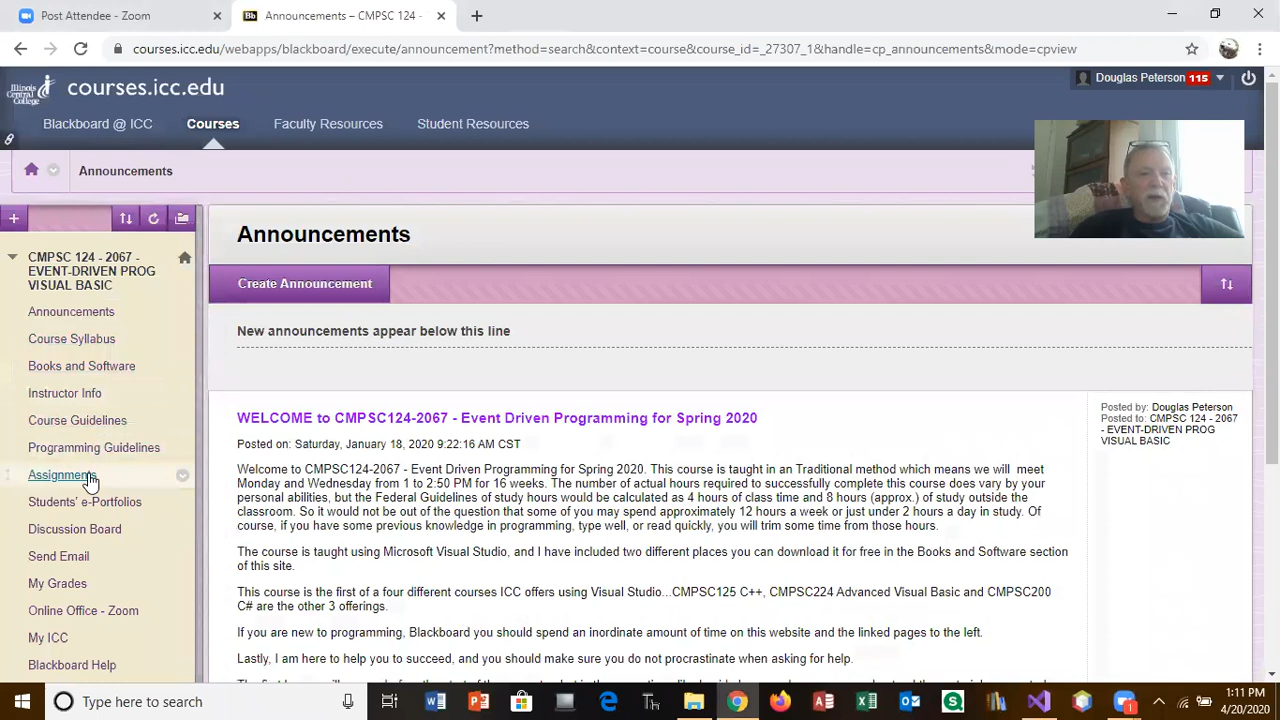 Post Attendee - Zoom
Bb
Announcements – CMPSC 124 -
courses.icc.edu/webapps/blackboard/execute/announcement?method=search&context=course&course_id=_27307_1&handle=cp_announcements&mode=cpview
Illinois Central College
courses.icc.edu
Douglas Peterson 115
Blackboard @ ICC
Courses
Faculty Resources
Student Resources
Announcements
CMPSC 124 - 2067 -
EVENT-DRIVEN PROG
VISUAL BASIC
Announcements
Course Syllabus
Books and Software
Instructor Info
Course Guidelines
Programming Guidelines
Assignments
Students' e-Portfolios
Discussion Board
Send Email
My Grades
Online Office - Zoom
My ICC
Blackboard Help
Announcements
Create Announcement
New announcements appear below this line
WELCOME to CMPSC124-2067 - Event Driven Programming for Spring 2020
Posted on: Saturday, January 18, 2020 9:22:16 AM CST
Welcome to CMPSC124-2067 - Event Driven Programming for Spring 2020. This course is taught in an Traditional method which means we will meet
Monday and Wednesday from 1 to 2:50 PM for 16 weeks. The number of actual hours required to successfully complete this course does vary by your
personal abilities, but the Federal Guidelines of study hours would be calculated as 4 hours of class time and 8 hours (approx.) of study outside the
classroom. So it would not be out of the question that some of you may spend approximately 12 hours a week or just under 2 hours a day in study. Of
course, if you have some previous knowledge in programming, type well, or read quickly, you will trim some time from those hours.
The course is taught using Microsoft Visual Studio, and I have included two different places you can download it for free in the Books and Software section
of this site.
This course is the first of a four different courses ICC offers using Visual Studio...CMPSC125 C++, CMPSC224 Advanced Visual Basic and CMPSC200
C# are the other 3 offerings.
If you are new to programming, Blackboard you should spend an inordinate amount of time on this website and the linked pages to the left.
Lastly, I am here to help you to succeed, and you should make sure you do not procrastinate when asking for help.
Posted by: Douglas Peterson
Posted to: CMPSC 124 - 2067
- EVENT-DRIVEN PROG
VISUAL BASIC
Type here to search
1:11 PM
4/20/2020